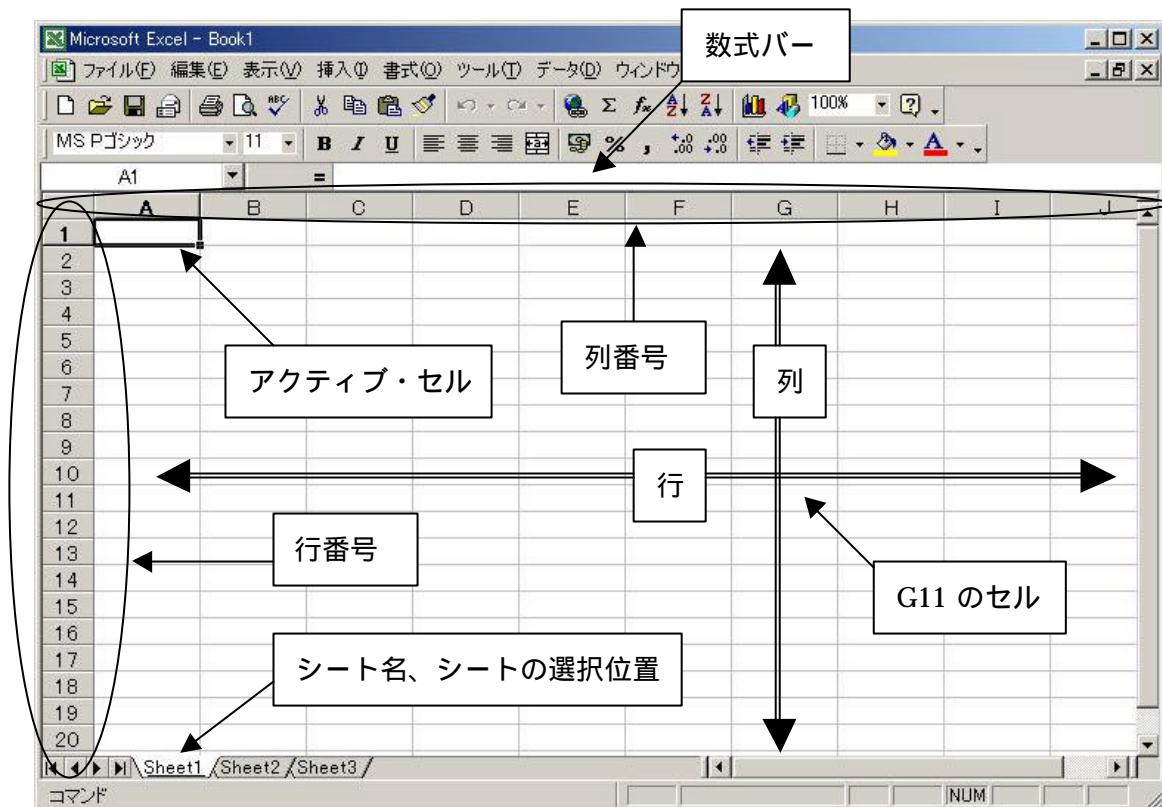 Microsoft Excel - Book1
数式バー
ファイル(F) 編集(E) 表示(V) 挿入(I) 書式(O) ツール(T) データ(D) ウィンドウ
100%
MS Pゴシック 11 B I U
A1 =
A B C D E F G H I J
1
2
3
4
5
6
7
8
9
10
11
12
13
14
15
16
17
18
19
20
アクティブ・セル
列番号
列
行
行番号
G11 のセル
シート名、シートの選択位置
Sheet1 Sheet2 Sheet3
コマンド NUM